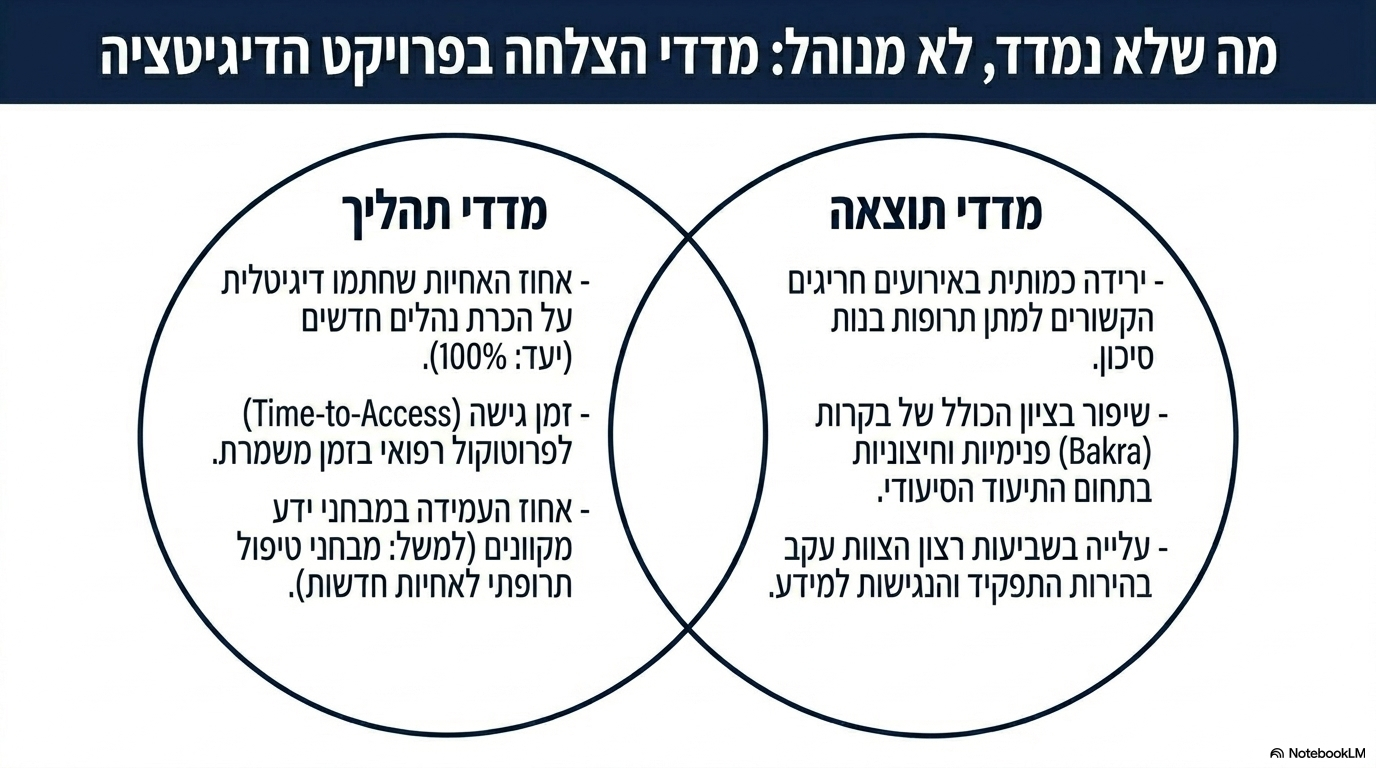 מה שלא נמדד, לא מנוהל: מדדי הצלחה בפרויקט הדיגיטציה
מדדי תוצאה
- ירידה כמותית באירועים חריגים
הקשורים למתן תרופות בנות
סיכון.
- שיפור בציון הכולל של בקרות
(Bakra) פנימיות וחיצוניות
בתחום התיעוד הסיעודי.
- עלייה בשביעות רצון הצוות עקב
בהירות התפקיד והנגישות למידע.
מדדי תהליך
- אחוז האחיות שחתמו דיגיטלית
על הכרת נהלים חדשים
(יעד: 100%).
- זמן גישה (Time-to-Access)
לפרוטוקול רפואי בזמן משמרת.
- אחוז העמידה במבחני ידע
מקוונים (למשל: מבחני טיפול
תרופתי לאחיות חדשות).
NotebookLM